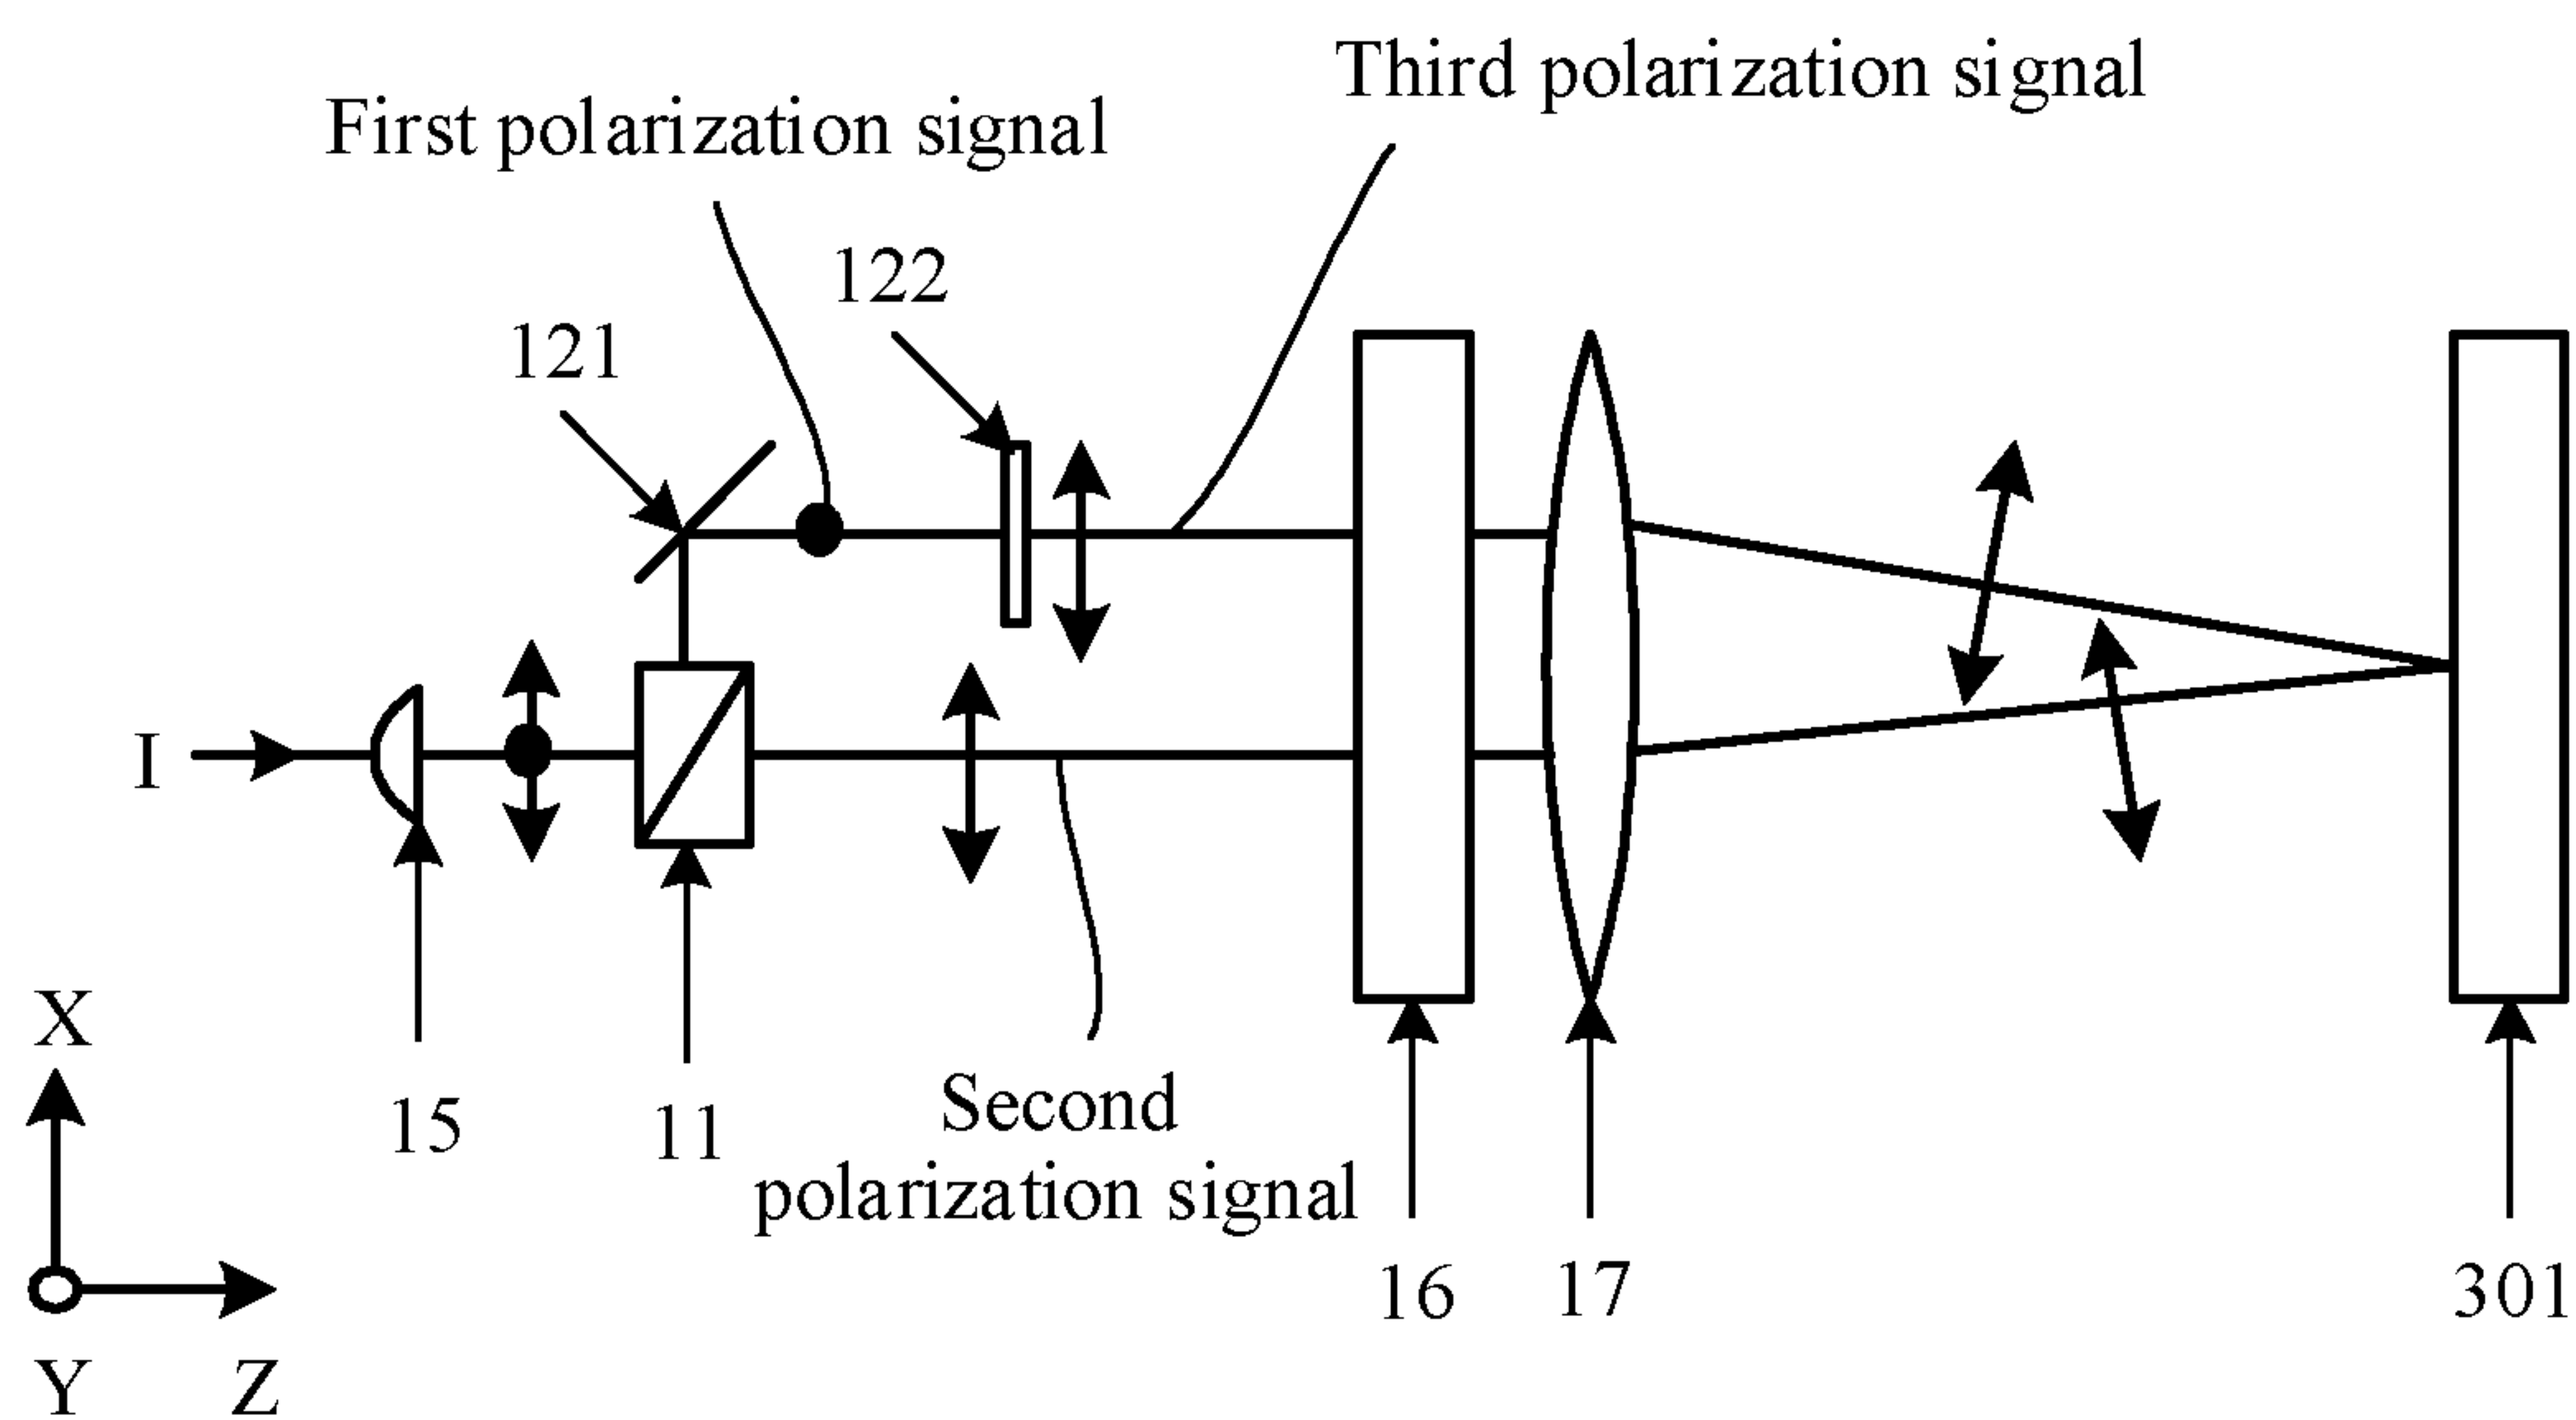 Third polarization signal
First polarization signal
122
121
I
X
15
11
Second
polarization signal
16
17
301
Y
Z